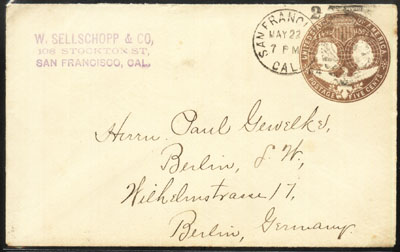 W. SELLSCHOPP & CO,
108 STOCKTON ST,
SAN FRANCISCO, CAL.
SAN FRANCISCO
MAY 22
7 PM
CAL.
2
UNITED STATES OF AMERICA
POSTAGE FIVE CENTS
Herrn Paul Gewelke,
Berlin, S. W.,
Wilhelmstrasse 17,
Berlin, Germany.